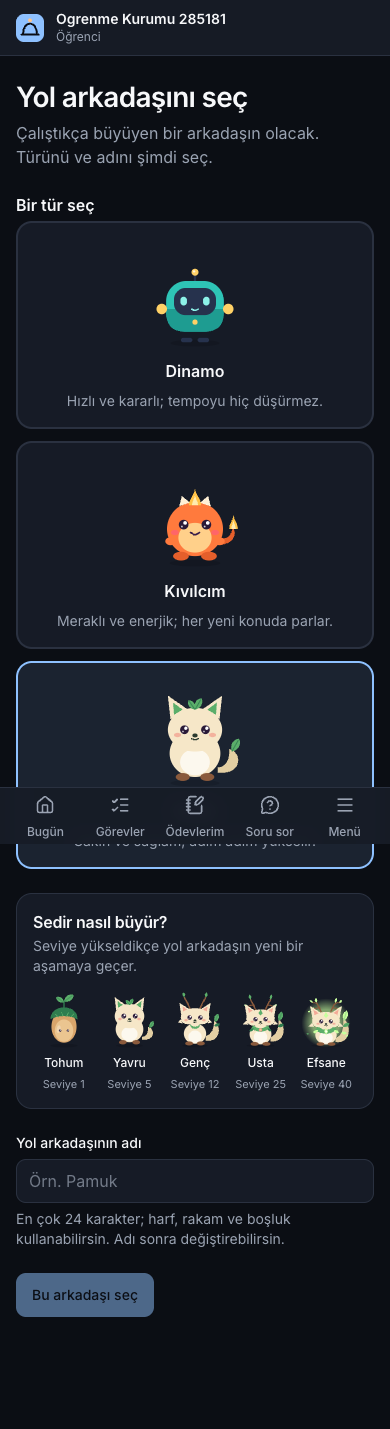 Ogrenme Kurumu 285181
Öğrenci
Yol arkadaşını seç
Çalıştıkça büyüyen bir arkadaşın olacak.
Türünü ve adını şimdi seç.
Bir tür seç
Dinamo
Hızlı ve kararlı; tempoyu hiç düşürmez.
Kıvılcım
Meraklı ve enerjik; her yeni konuda parlar.
Bugün
Görevler
Ödevlerim
Soru sor
Menü
Sedir nasıl büyür?
Seviye yükseldikçe yol arkadaşın yeni bir
aşamaya geçer.
Tohum
Yavru
Genç
Usta
Efsane
Seviye 1
Seviye 5
Seviye 12
Seviye 25
Seviye 40
Yol arkadaşının adı
Örn. Pamuk
En çok 24 karakter; harf, rakam ve boşluk
kullanabilirsin. Adı sonra değiştirebilirsin.
Bu arkadaşı seç